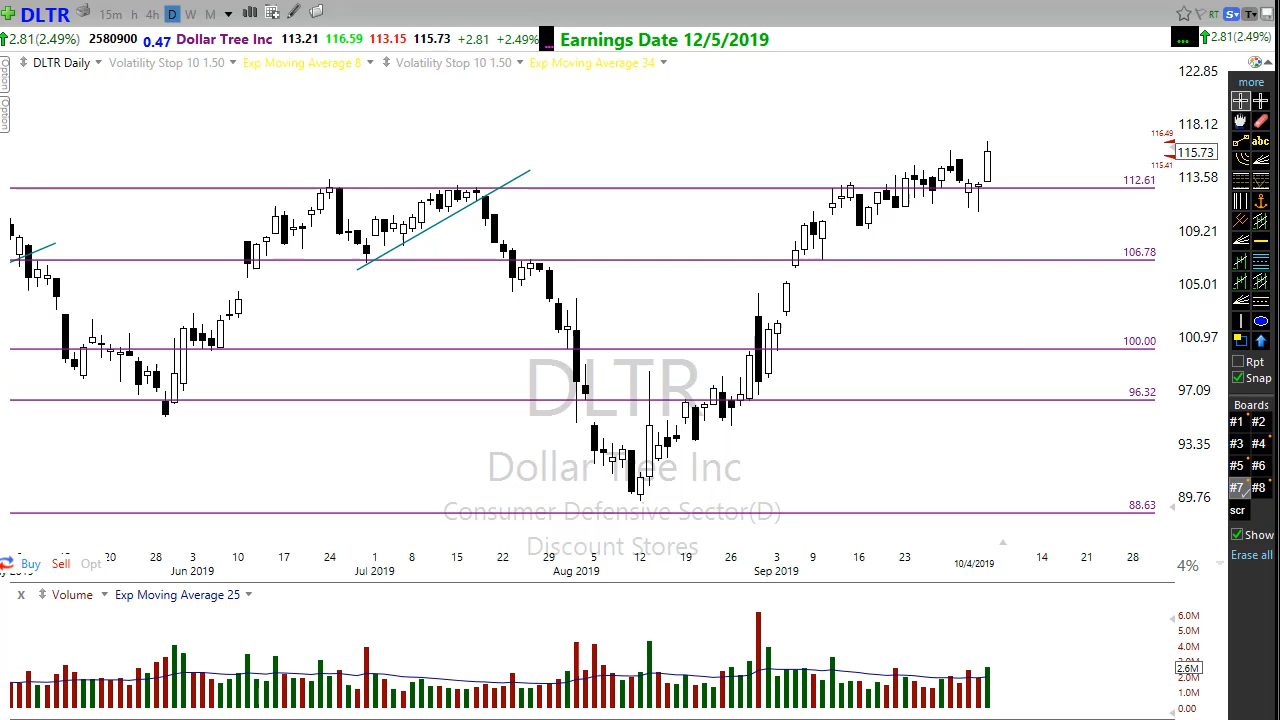 DLTR 15m h 4h D W M RT S T
2.81(2.49%) 2580900 0.47 Dollar Tree Inc 113.21 116.59 113.15 115.73 +2.81 +2.49% ... Earnings Date 12/5/2019 ... 2.81(2.49%)
DLTR Daily Volatility Stop 10 1.50 Exp Moving Average 8 Volatility Stop 10 1.50 Exp Moving Average 34
Option
Option
122.85
118.12
116.49
115.73
115.41
113.58
112.61
109.21
106.78
105.01
100.00
100.97
96.32
97.09
93.35
89.76
88.63
4%
DLTR
Dollar Tree Inc
Consumer Defensive Sector(D)
Discount Stores
20 28 3 10 17 24 1 8 15 22 29 5 12 19 26 3 9 16 23 10/4/2019 14 21 28
Jun 2019 Jul 2019 Aug 2019 Sep 2019
Buy Sell Opt
x Volume Exp Moving Average 25
6.0M
5.0M
4.0M
2.6M
2.0M
1.0M
0.00
more
abc
Rpt
Snap
Boards
#1 #2
#3 #4
#5 #6
#7 #8
scr
Show
Erase all